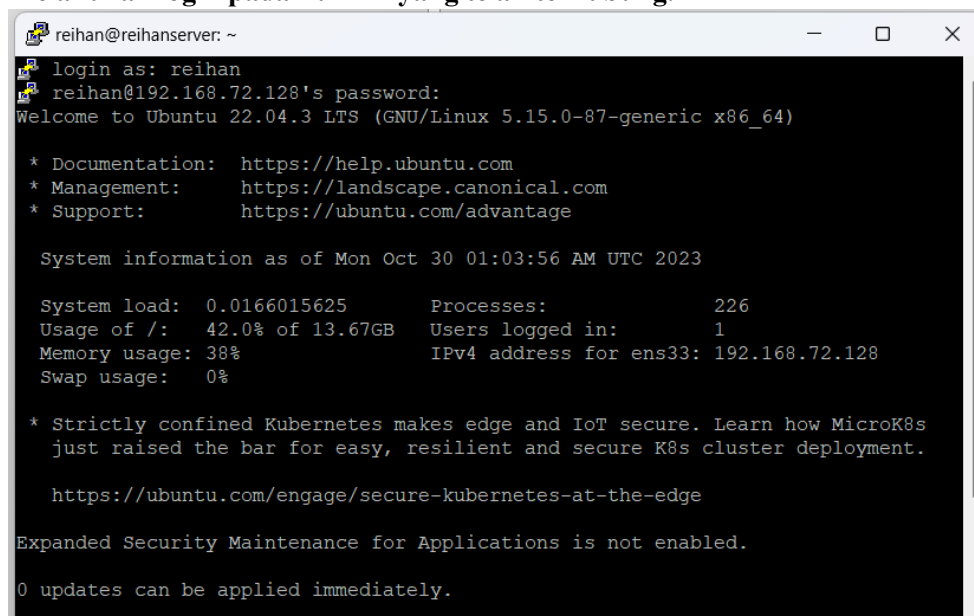 reihan@reihanserver: ~
login as: reihan
reihan@192.168.72.128's password:
Welcome to Ubuntu 22.04.3 LTS (GNU/Linux 5.15.0-87-generic x86_64)
* Documentation: https://help.ubuntu.com
* Management: https://landscape.canonical.com
* Support: https://ubuntu.com/advantage
System information as of Mon Oct 30 01:03:56 AM UTC 2023
System load: 0.0166015625 Processes: 226
Usage of /: 42.0% of 13.67GB Users logged in: 1
Memory usage: 38% IPv4 address for ens33: 192.168.72.128
Swap usage: 0%
* Strictly confined Kubernetes makes edge and IoT secure. Learn how MicroK8s
just raised the bar for easy, resilient and secure K8s cluster deployment.
https://ubuntu.com/engage/secure-kubernetes-at-the-edge
Expanded Security Maintenance for Applications is not enabled.
0 updates can be applied immediately.